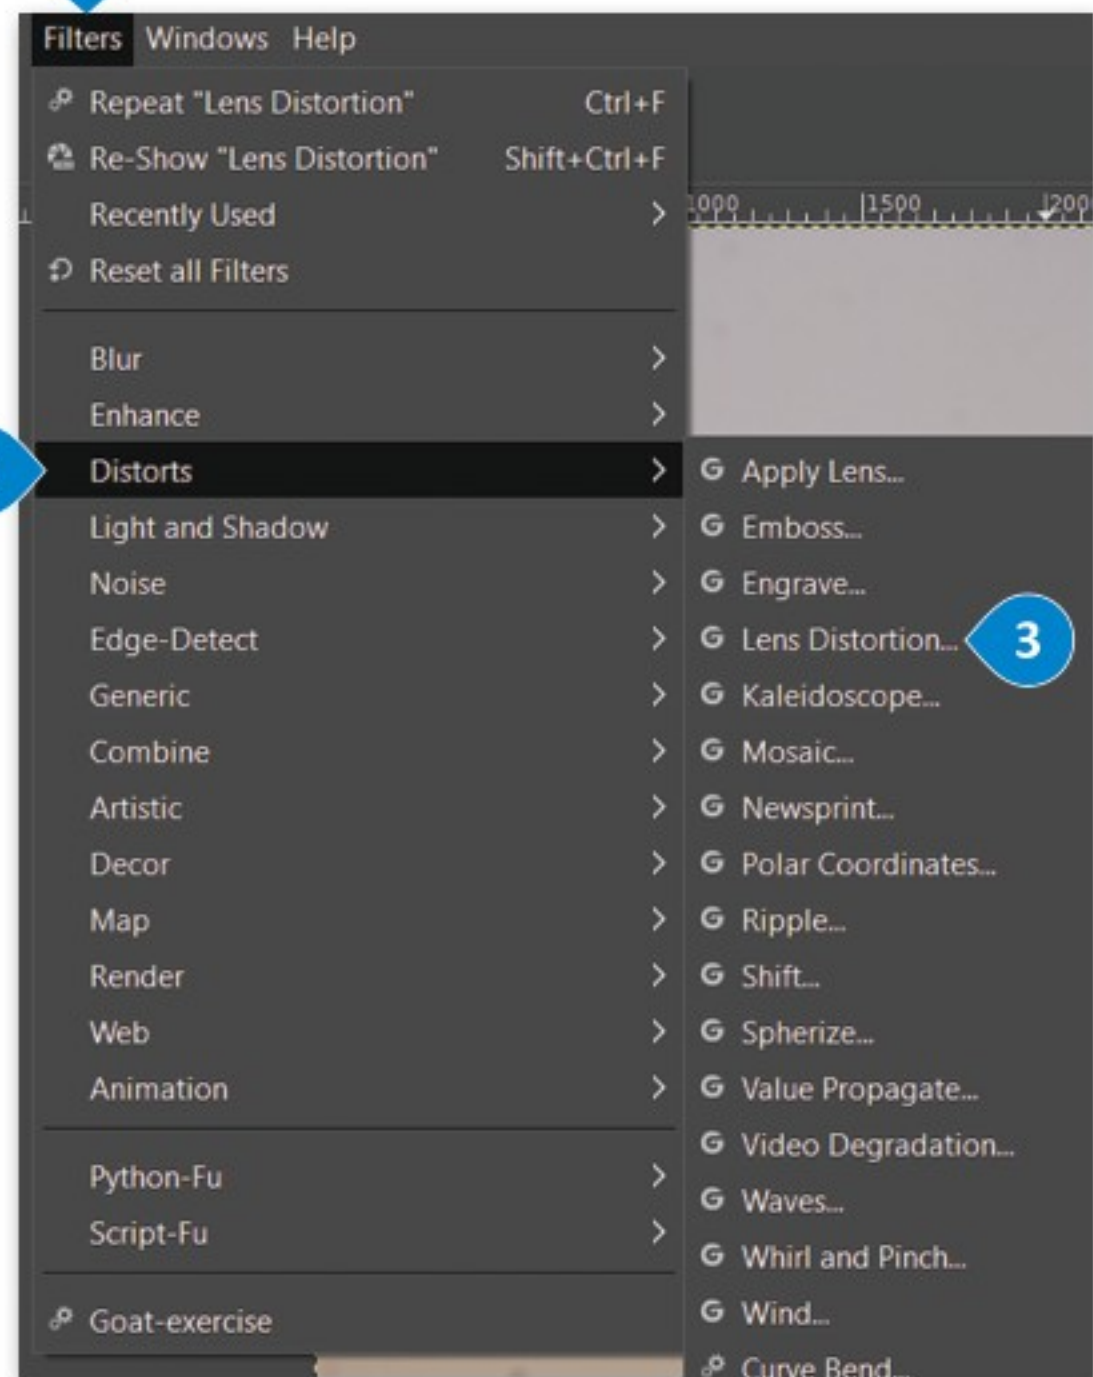 Filters Windows Help
Repeat "Lens Distortion" Ctrl+F
Re-Show "Lens Distortion" Shift+Ctrl+F
Recently Used
Reset all Filters
1000 1500 200
Blur
Enhance
Distorts
Light and Shadow
Noise
Edge-Detect
Generic
Combine
Artistic
Decor
Map
Render
Web
Animation
Python-Fu
Script-Fu
Goat-exercise
Apply Lens...
Emboss...
Engrave...
Lens Distortion... 3
Kaleidoscope...
Mosaic...
Newsprint...
Polar Coordinates...
Ripple...
Shift...
Spherize...
Value Propagate...
Video Degradation...
Waves...
Whirl and Pinch...
Wind...
Curve Bend...